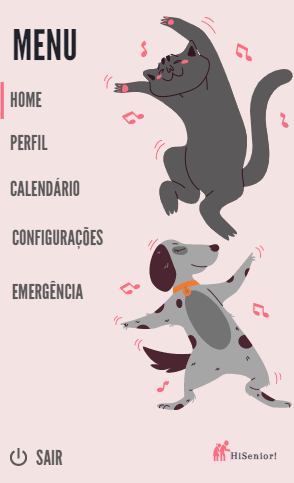 MENU
HOME
PERFIL
CALENDÁRIO
CONFIGURAÇÕES
EMERGÊNCIA
SAIR
HiSenior!